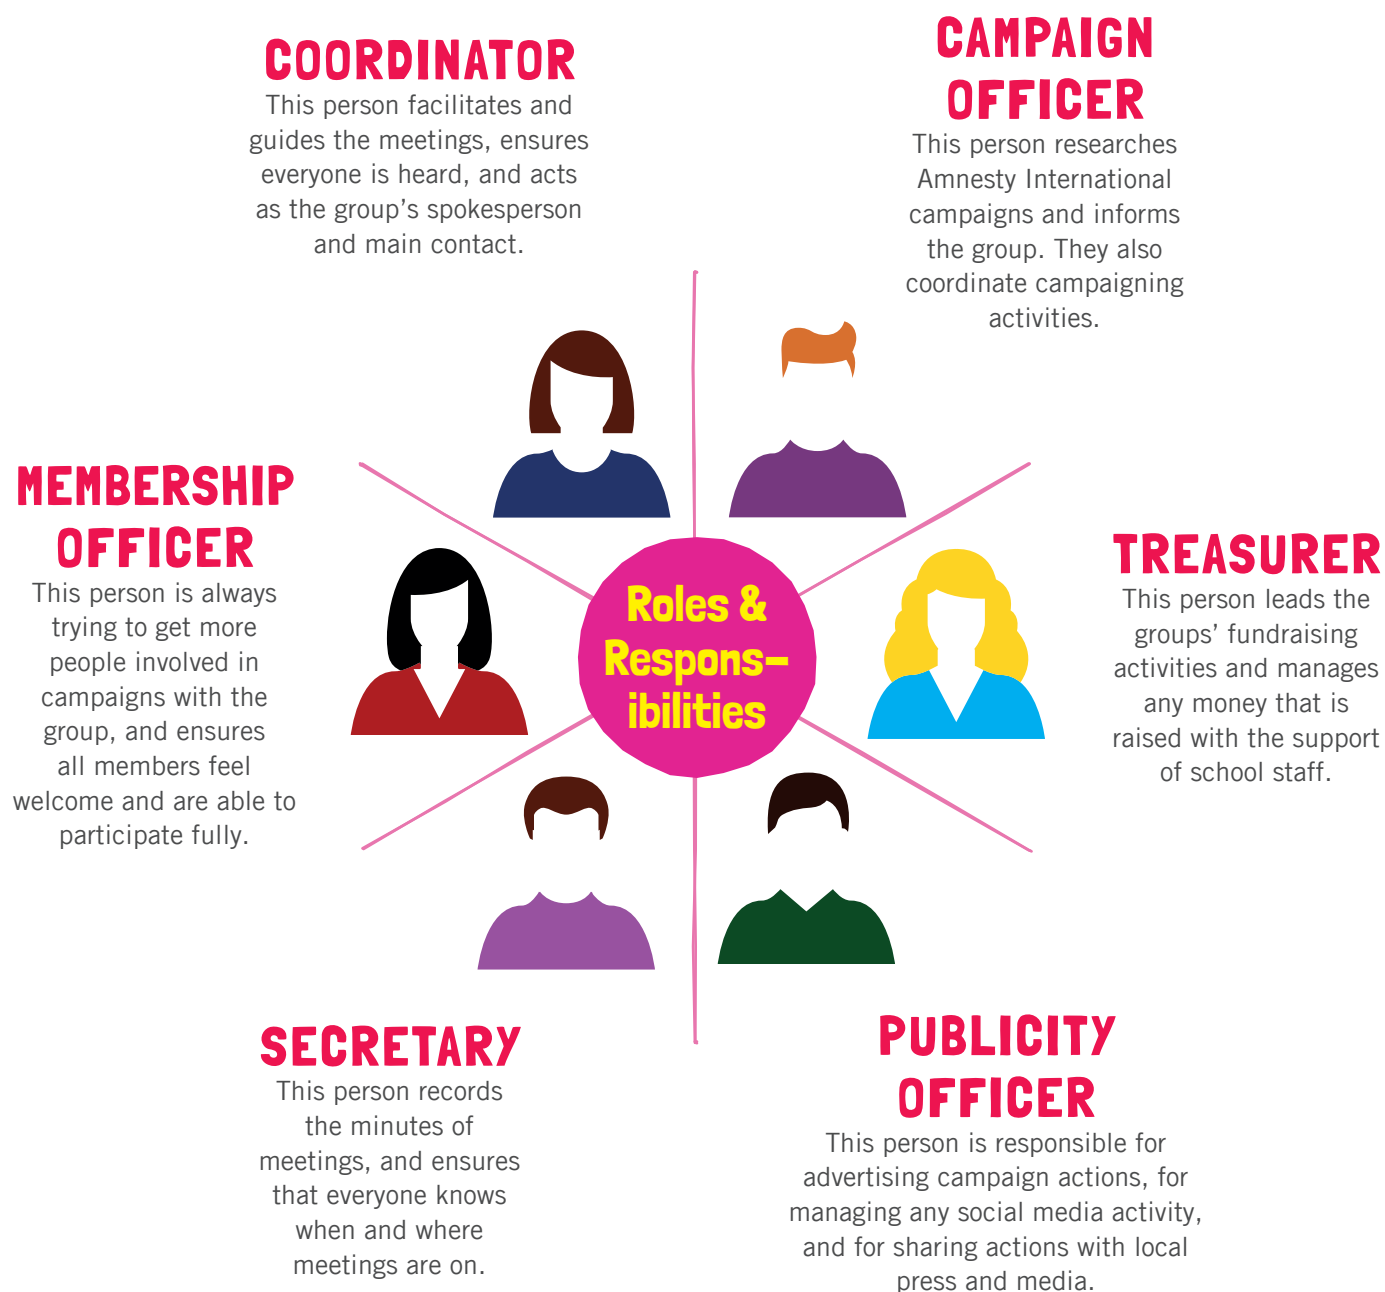 COORDINATOR
This person facilitates and
guides the meetings, ensures
everyone is heard, and acts
as the group’s spokesperson
and main contact.
CAMPAIGN
OFFICER
This person researches
Amnesty International
campaigns and informs
the group. They also
coordinate campaigning
activities.
MEMBERSHIP
OFFICER
This person is always
trying to get more
people involved in
campaigns with the
group, and ensures
all members feel
welcome and are able to
participate fully.
Roles &
Respons–
ibilities
TREASURER
This person leads the
groups’ fundraising
activities and manages
any money that is
raised with the support
of school staff.
SECRETARY
This person records
the minutes of
meetings, and ensures
that everyone knows
when and where
meetings are on.
PUBLICITY
OFFICER
This person is responsible for
advertising campaign actions, for
managing any social media activity,
and for sharing actions with local
press and media.